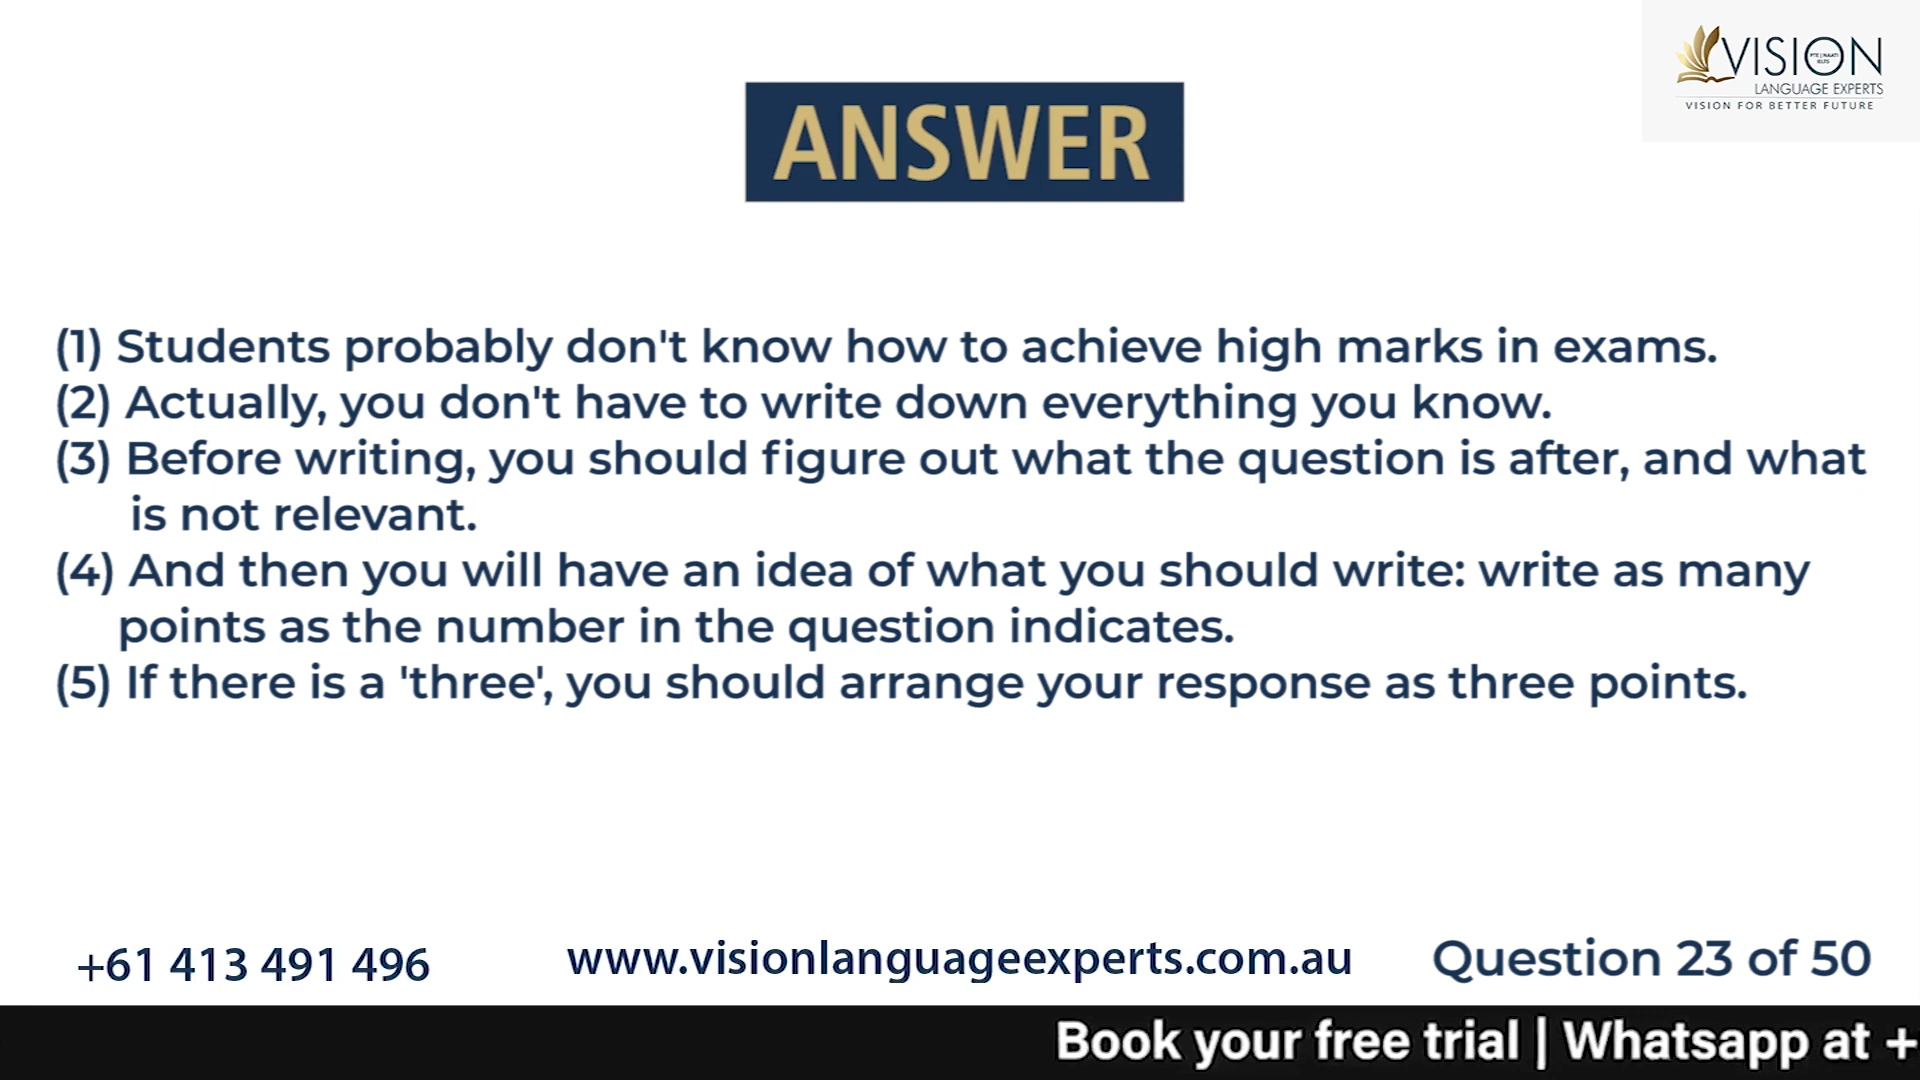 VISION
LANGUAGE EXPERTS
VISION FOR BETTER FUTURE
ANSWER
(1) Students probably don't know how to achieve high marks in exams.
(2) Actually, you don't have to write down everything you know.
(3) Before writing, you should figure out what the question is after, and what
is not relevant.
(4) And then you will have an idea of what you should write: write as many
points as the number in the question indicates.
(5) If there is a 'three', you should arrange your response as three points.
+61 413 491 496
www.visionlanguageexperts.com.au
Question 23 of 50
Book your free trial | Whatsapp at +